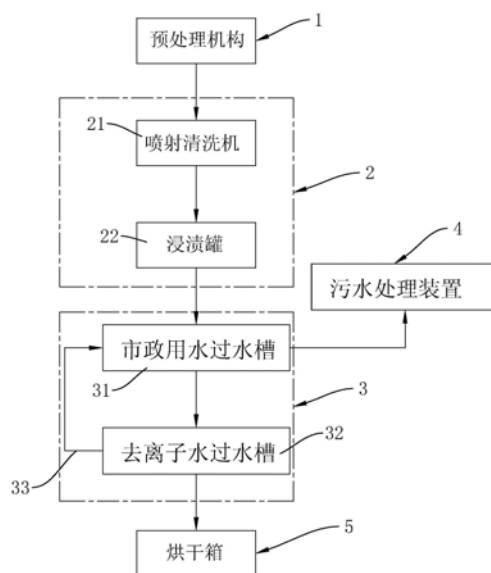 1
预处理机构
21
喷射清洗机
2
22
浸渍罐
4
污水处理装置
市政用水过水槽
31
3
去离子水过水槽
32
33
5
烘干箱